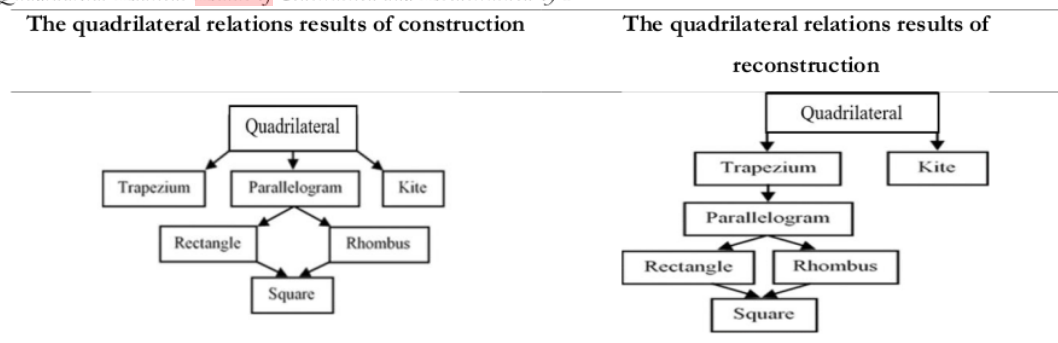 The quadrilateral relations results of construction
The quadrilateral relations results of
reconstruction
Quadrilateral
Trapezium
Parallelogram
Kite
Rectangle
Rhombus
Square
Quadrilateral
Trapezium
Kite
Parallelogram
Rectangle
Rhombus
Square